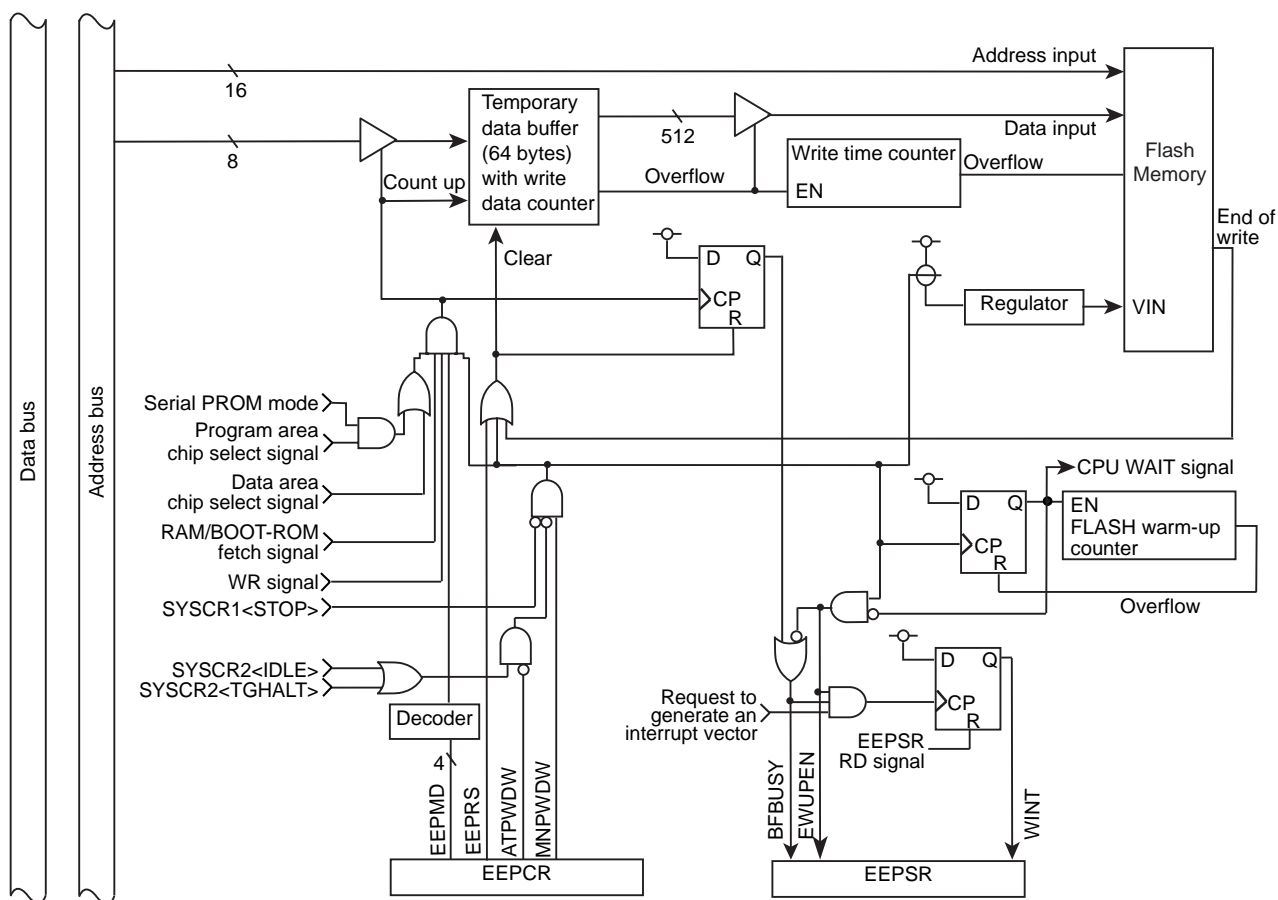 Data bus
Address bus
Address input
16
8
Temporary
data buffer
(64 bytes)
with write
data counter
Count up
512
Overflow
Data input
Write time counter
EN
Overflow
Flash
Memory
End of
write
VIN
Clear
D Q
CP
R
Regulator
Serial PROM mode
Program area
chip select signal
Data area
chip select signal
RAM/BOOT-ROM
fetch signal
WR signal
SYSCR1<STOP>
SYSCR2<IDLE>
SYSCR2<TGHALT>
CPU WAIT signal
D Q
CP
R
EN
FLASH warm-up
counter
Overflow
Decoder
4
Request to
generate an
interrupt vector
D Q
CP
R
EEPSR
RD signal
EEPMD
EEPRS
ATPWDW
MNPWDW
EEPCR
BFBUSY
EWUPEN
WINT
EEPSR